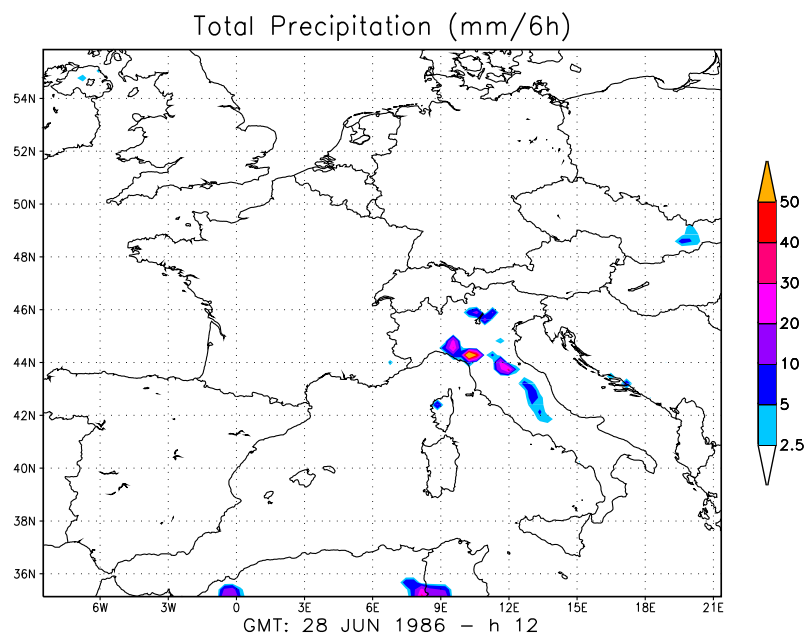 Total Precipitation (mm/6h)
54N
52N
50N
48N
46N
44N
42N
40N
38N
36N
50
40
30
20
10
5
2.5
6W 3W 0 3E 6E 9E 12E 15E 18E 21E
GMT: 28 JUN 1986 – h 12